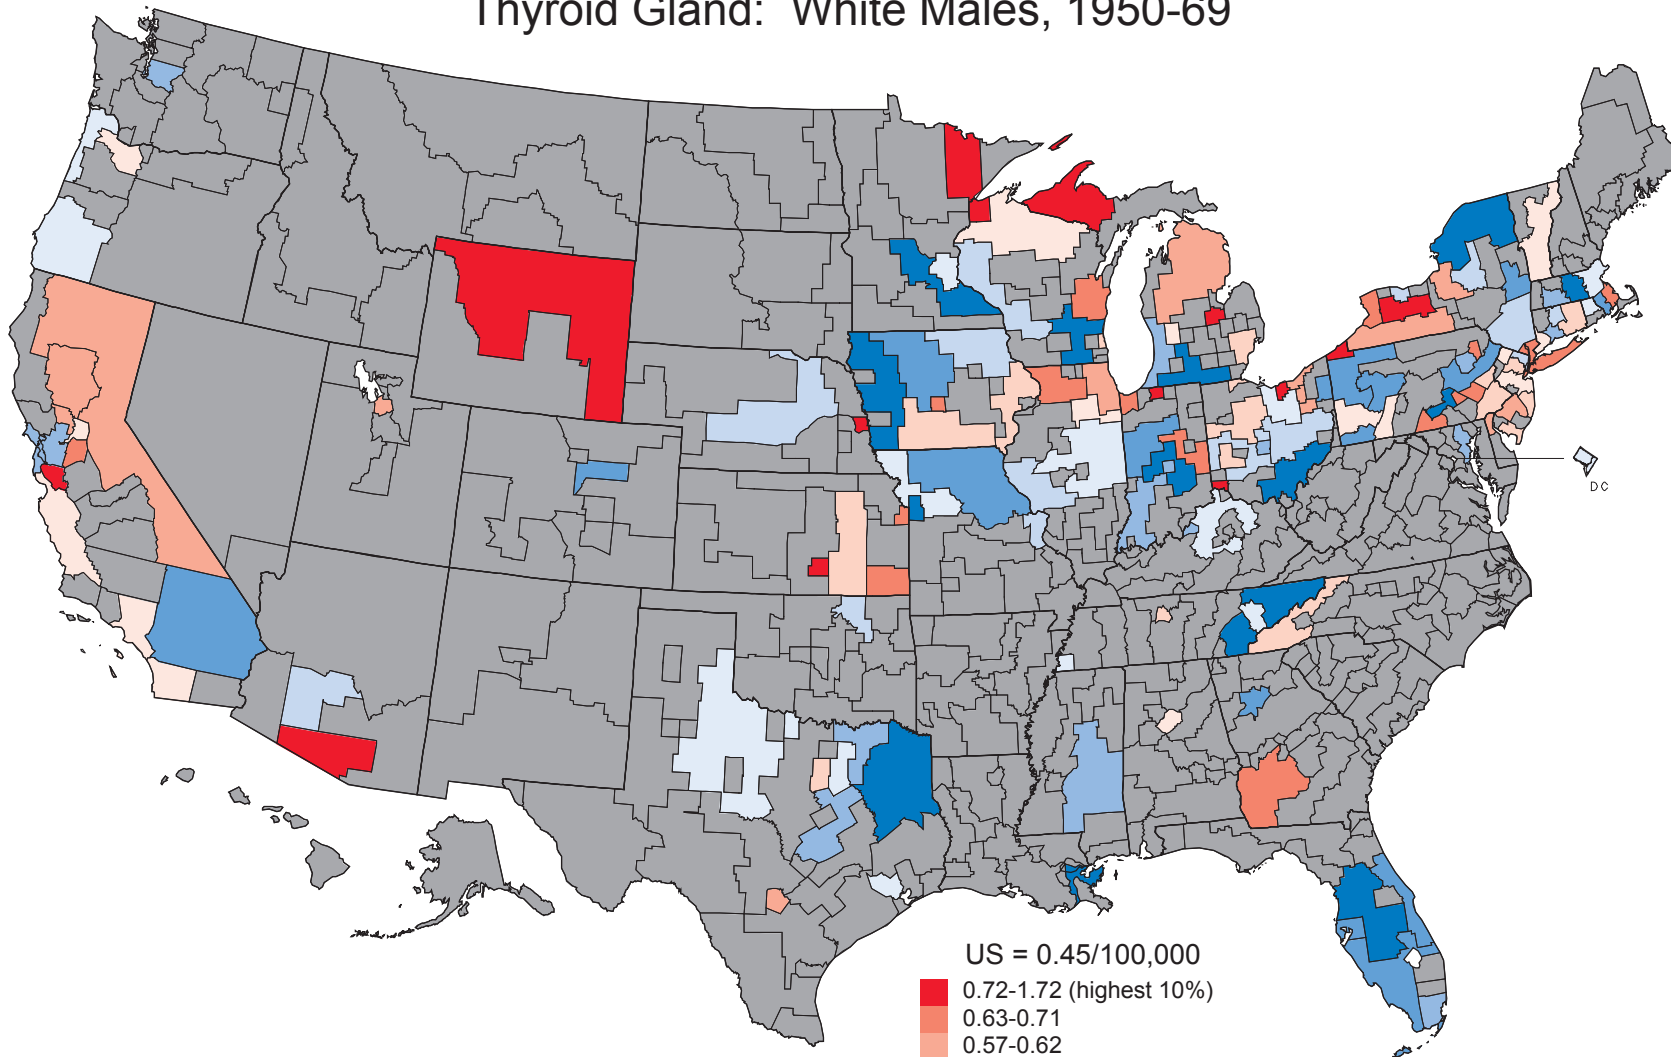 Thyroid Gland: White Males, 1950-69
DC
US = 0.45/100,000
0.72-1.72 (highest 10%)
0.63-0.71
0.57-0.62